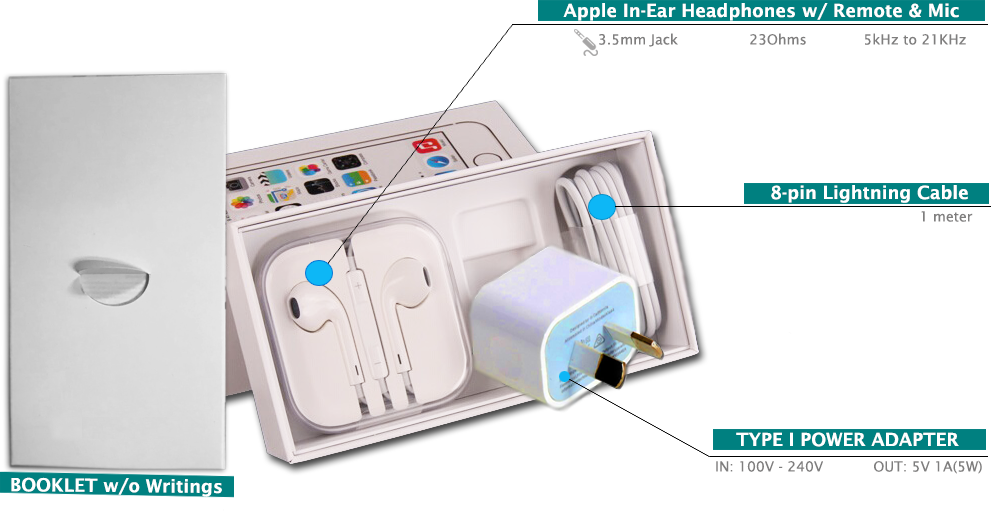 Apple In-Ear Headphones w/ Remote & Mic
3.5mm Jack 23Ohms 5kHz to 21KHz
8-pin Lightning Cable
1 meter
TYPE I POWER ADAPTER
IN: 100V - 240V OUT: 5V 1A(5W)
BOOKLET w/o Writings